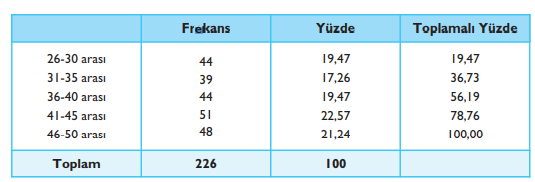 Frekans Yüzde Toplamalı Yüzde
26-30 arası 44 19,47 19,47
31-35 arası 39 17,26 36,73
36-40 arası 44 19,47 56,19
41-45 arası 51 22,57 78,76
46-50 arası 48 21,24 100,00
Toplam 226 100